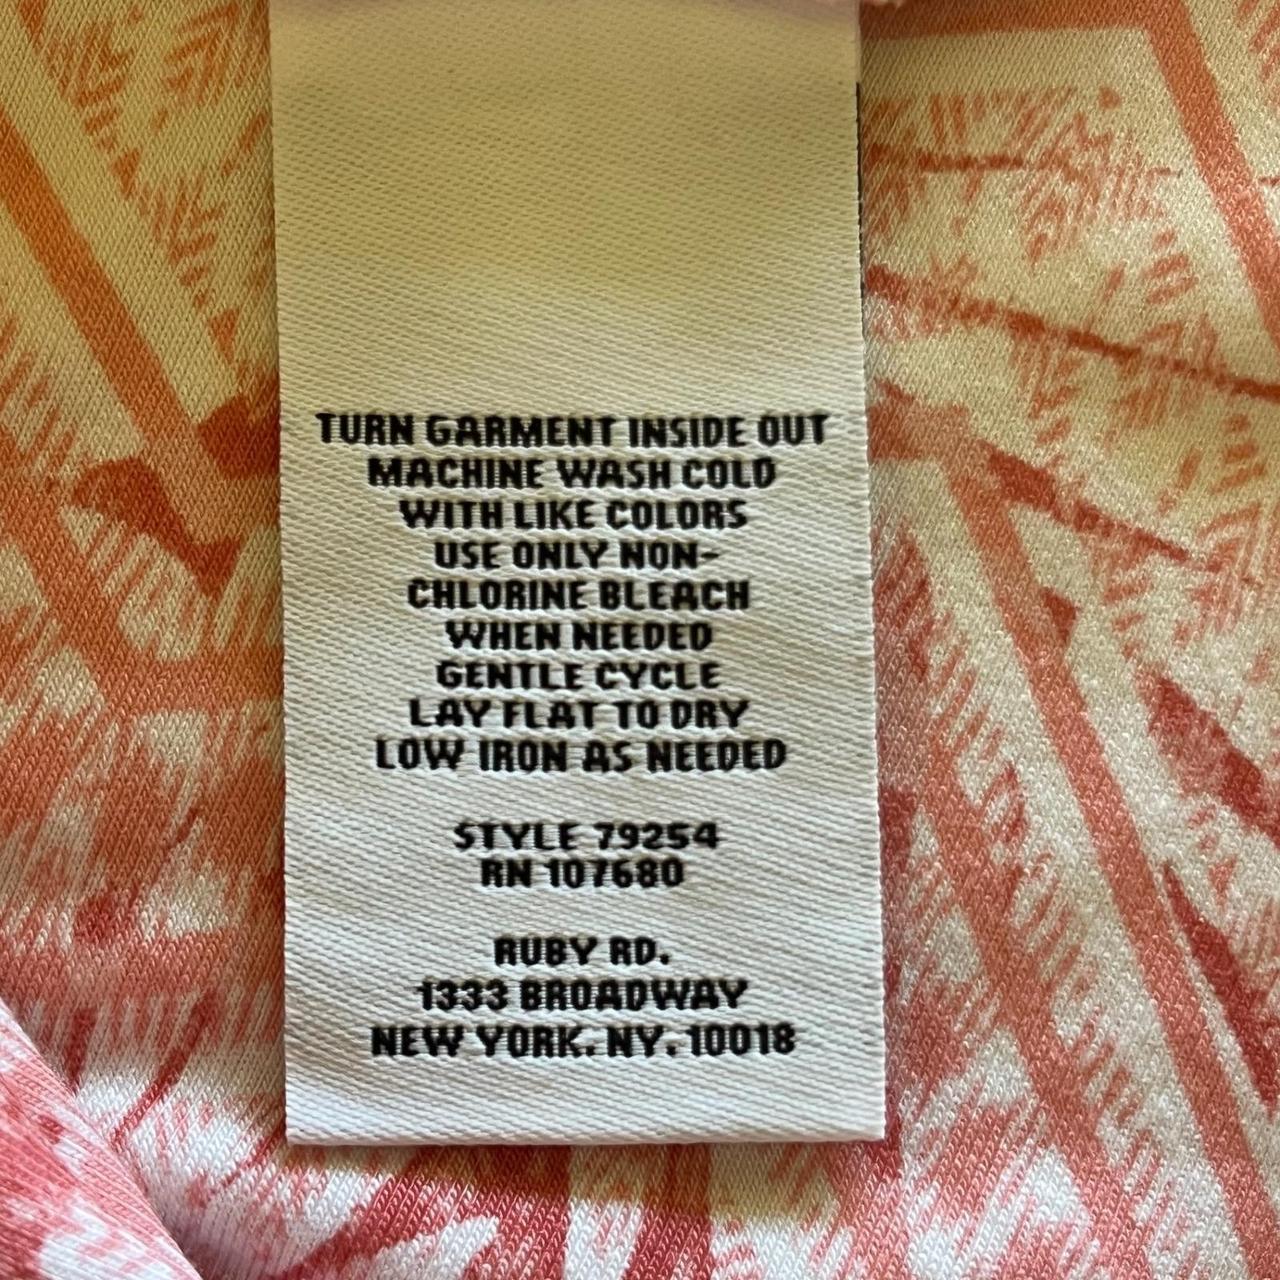 TURN GARMENT INSIDE OUT
MACHINE WASH COLD
WITH LIKE COLORS
USE ONLY NON-
CHLORINE BLEACH
WHEN NEEDED
GENTLE CYCLE
LAY FLAT TO DRY
LOW IRON AS NEEDED
STYLE 79254
RN 107680
RUBY RD.
1333 BROADWAY
NEW YORK. NY. 10018